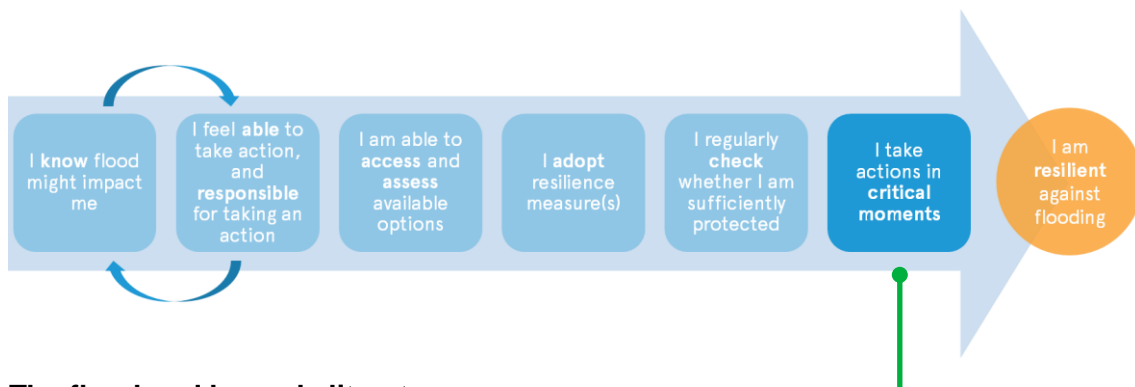 I know flood
might impact
me
I feel able to
take action,
and
responsible
for taking an
action
I am able to
access and
assess
available
options
I adopt
resilience
measure(s)
I regularly
check
whether I am
sufficiently
protected
I take
actions in
critical
moments
I am
resilient
against
flooding